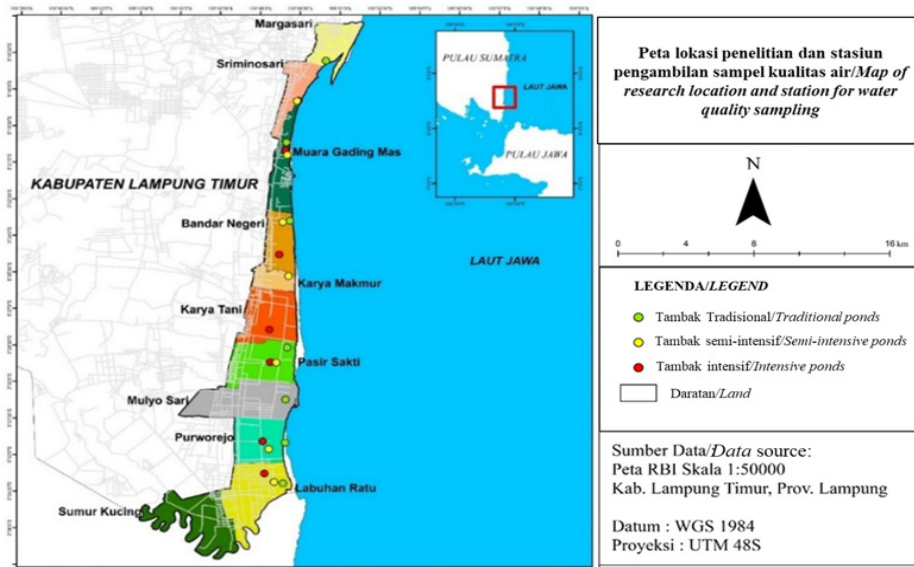 Margasari
Sriminosari
Muara Gading Mas
KABUPATEN LAMPUNG TIMUR
Bandar Negeri
LAUT JAWA
Karya Makmur
Karya Tani
Pasir Sakti
Mulyo Sari
Purworejo
Labuhan Ratu
Sumur Kucing
PULAU SUMATRA
LAUT JAWA
PULAU JAWA
Peta lokasi penelitian dan stasiun
pengambilan sampel kualitas air/Map of
research location and station for water
quality sampling
N
0 4 8 16 km
LEGENDA/LEGEND
Tambak Tradisional/Traditional ponds
Tambak semi-intensif/Semi-intensive ponds
Tambak intensif/Intensive ponds
Daratan/Land
Sumber Data/Data source:
Peta RBI Skala 1:50000
Kab. Lampung Timur, Prov. Lampung
Datum : WGS 1984
Proyeksi : UTM 48S